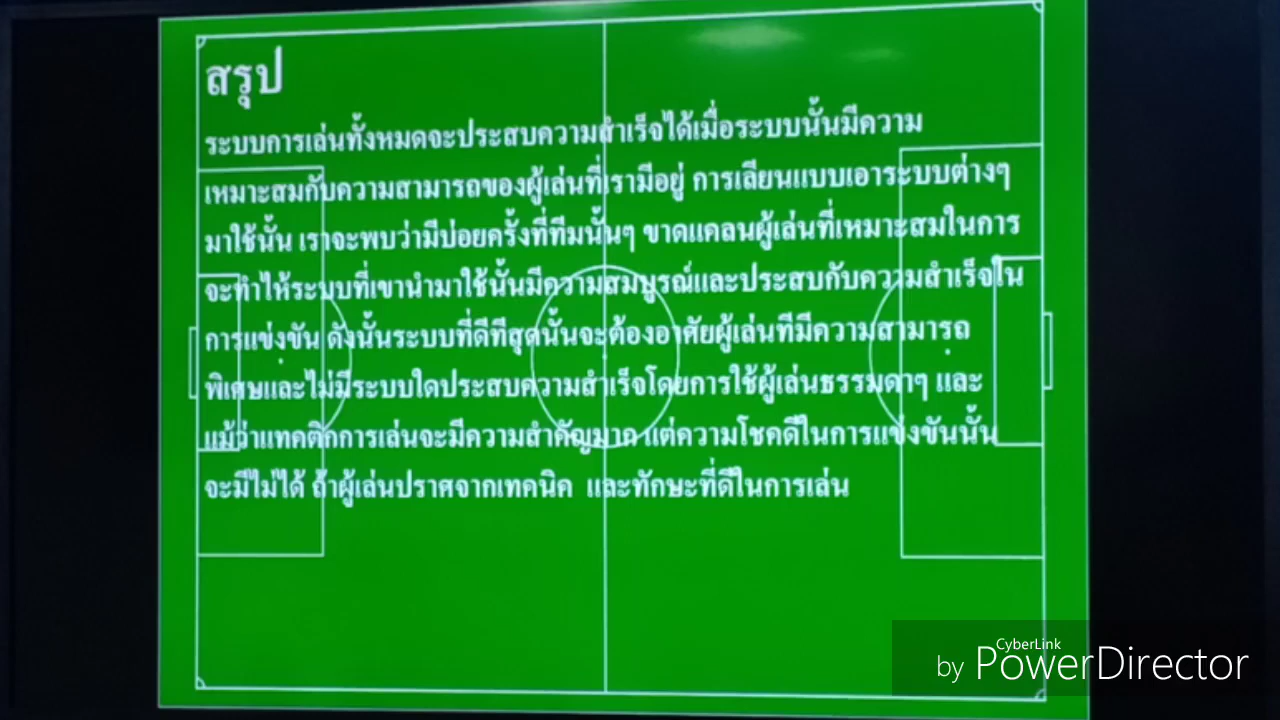 สรุป
ระบบการเล่นทั้งหมดจะประสบความสำเร็จได้เมื่อระบบนั้นมีความ
เหมาะสมกับความสามารถของผู้เล่นที่เรามีอยู่ การเลียนแบบเอาระบบต่างๆ
มาใช้นั้น เราจะพบว่ามีบ่อยครั้งที่ทีมนั้นๆ ขาดแคลนผู้เล่นที่เหมาะสมในการ
จะทำให้ระบบที่เขานำมาใช้นั้นมีความสมบูรณ์และประสบกับความสำเร็จใน
การแข่งขัน ดังนั้นระบบที่ดีทีสุดนั้นจะต้องอาศัยผู้เล่นทีมีความสามารถ
พิเศษและไม่มีระบบใดประสบความสำเร็จโดยการใช้ผู้เล่นธรรมดาๆ และ
แม้ว่าแทคติกการเล่นจะมีความสำคัญมาก แต่ความโชคดีในการแข่งขันนั้น
จะมีไม่ได้ ถ้าผู้เล่นปราศจากเทคนิค และทักษะที่ดีในการเล่น
CyberLink
by PowerDirector